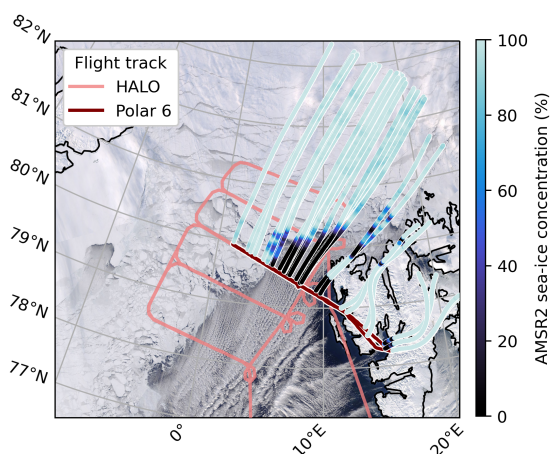 Flight track
HALO
Polar 6
82°N
81°N
80°N
79°N
78°N
77°N
0°
10°E
20°E
100
80
60
40
20
0
AMSR2 sea-ice concentration (%)